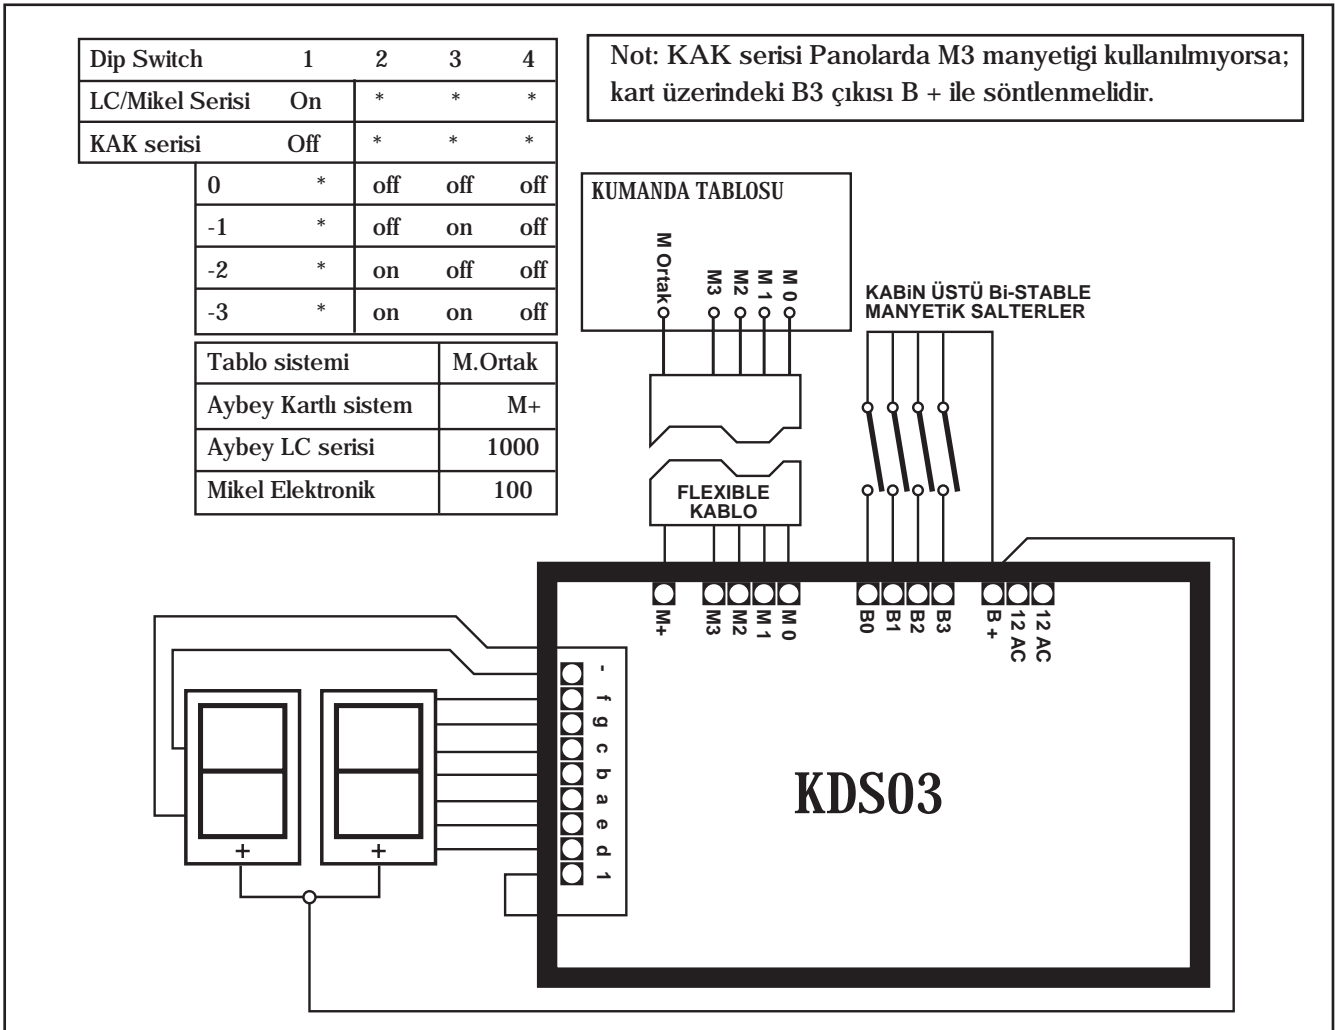 Dip Switch 1 2 3 4
LC/Mikel Serisi On * * *
KAK serisi Off * * *
0 * off off off
-1 * off on off
-2 * on off off
-3 * on on off
Tablo sistemi M.Ortak
Aybey Kartlı sistem M+
Aybey LC serisi 1000
Mikel Elektronik 100
Not: KAK serisi Panolarda M3 manyetigi kullanılmıyorsa;
kart üzerindeki B3 çıkısı B + ile söntlenmelidir.
KUMANDA TABLOSU
M Ortak
M3
M2
M 1
M 0
KABiN ÜSTÜ Bi-STABLE
MANYETiK SALTERLER
FLEXIBLE
KABLO
M+
M3
M2
M 1
M 0
B0
B1
B2
B3
B +
12 AC
12 AC
-
f
g
c
b
a
e
d
1
+
+
KDS03